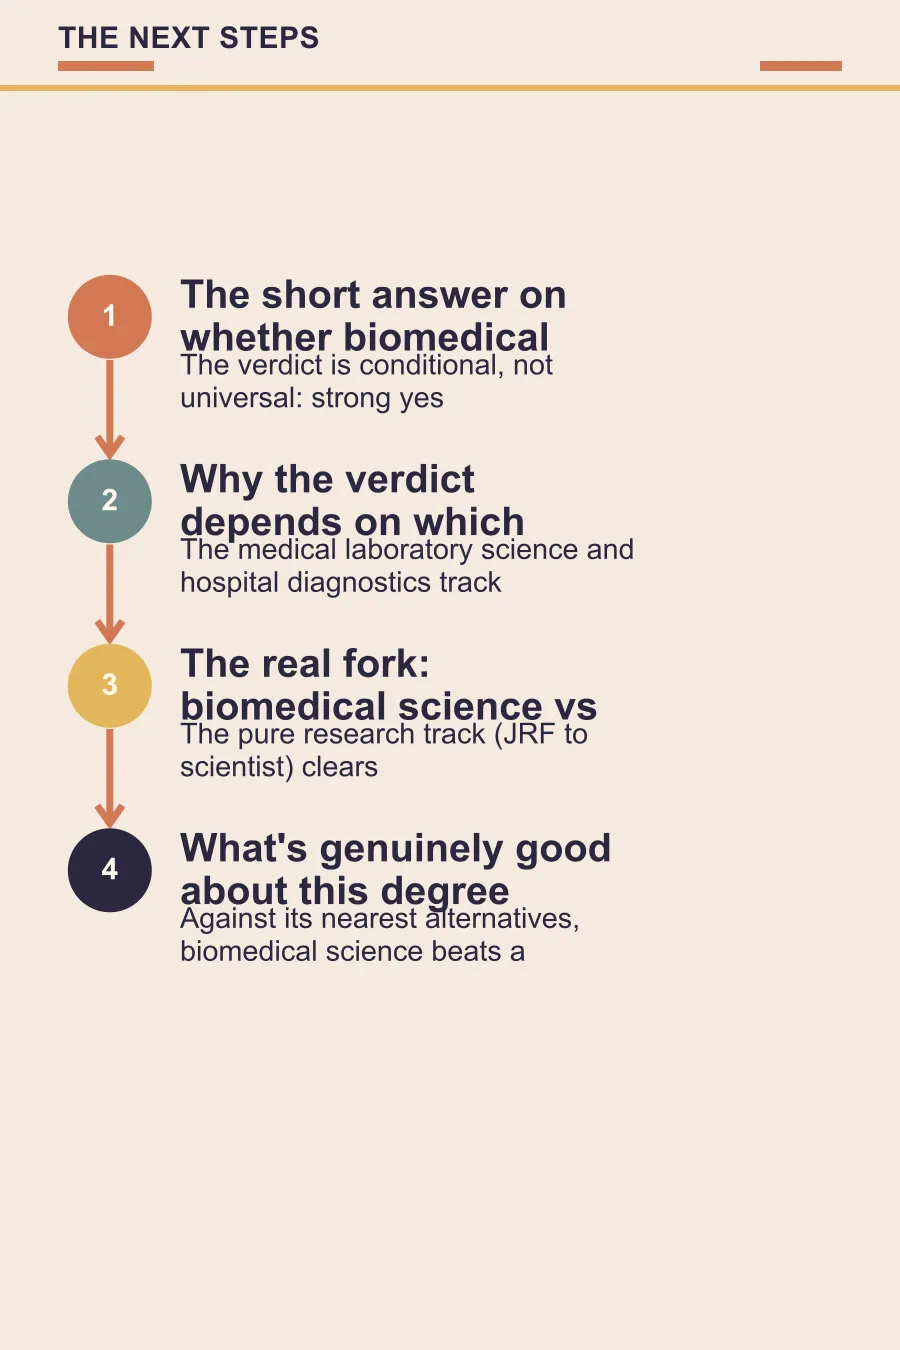 THE NEXT STEPS
1
The short answer on
whether biomedical
The verdict is conditional, not
universal: strong yes
2
Why the verdict
depends on which
The medical laboratory science and
hospital diagnostics track
3
The real fork:
biomedical science vs
The pure research track (JRF to
scientist) clears
4
What's genuinely good
about this degree
Against its nearest alternatives,
biomedical science beats a